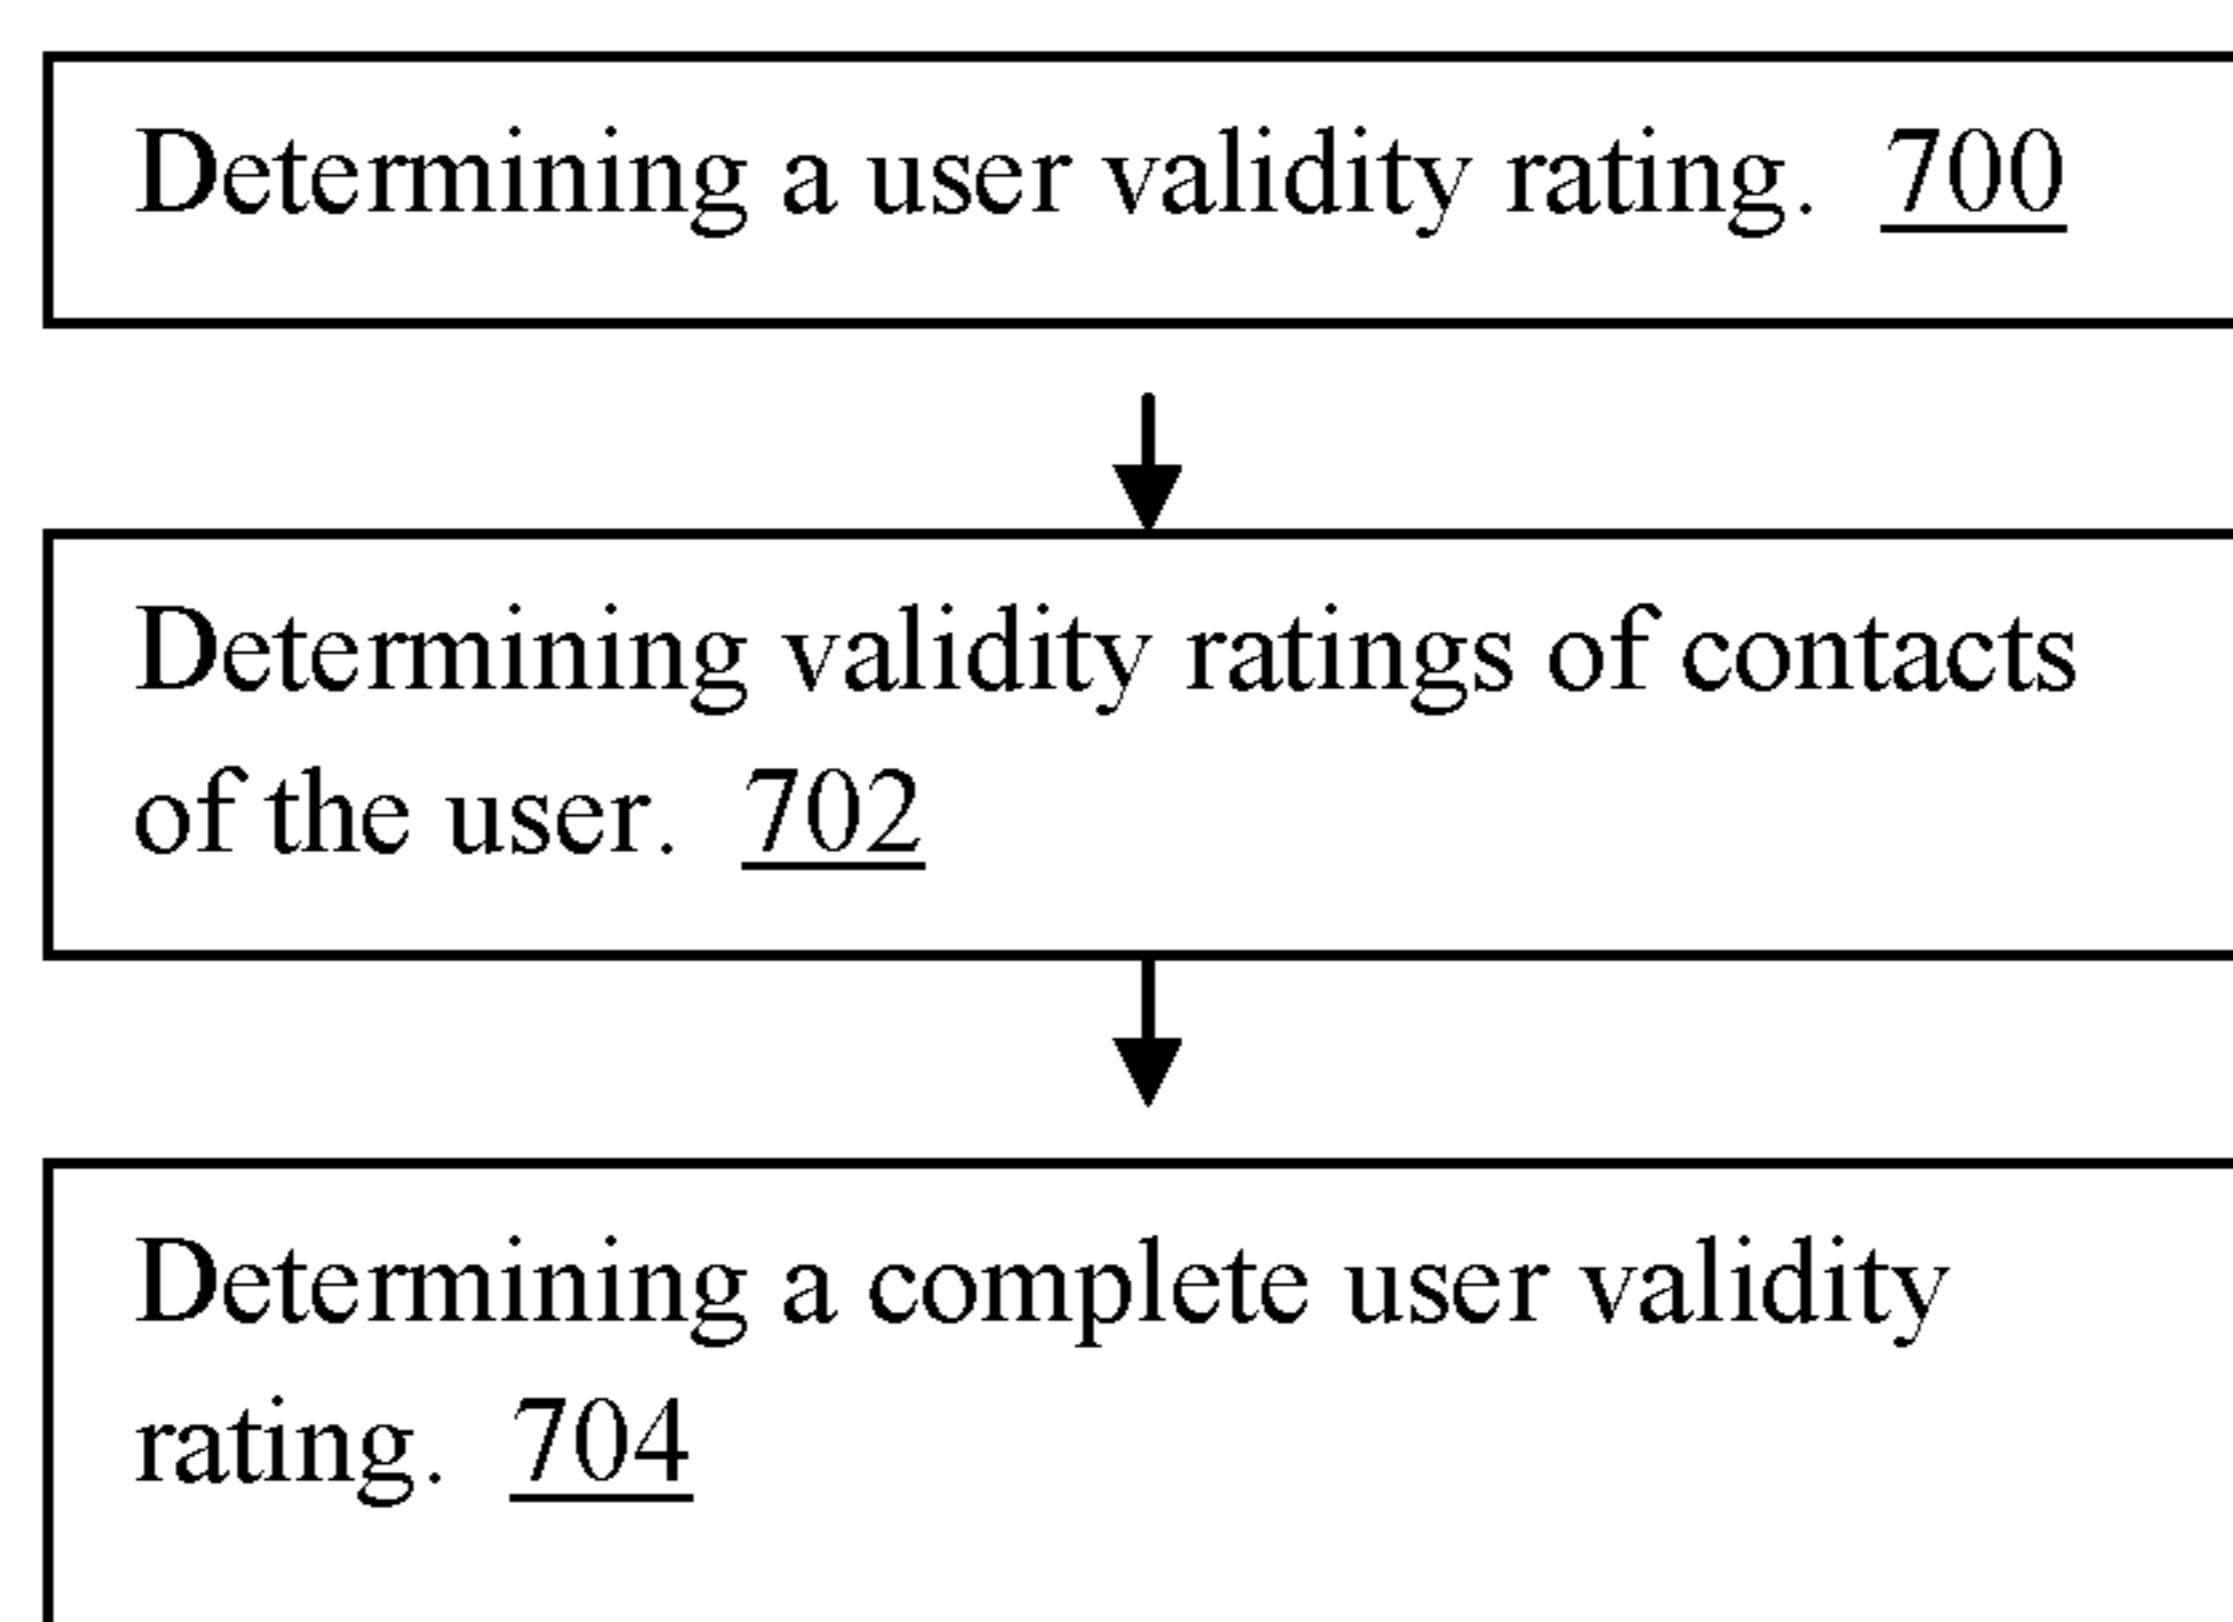 Determining a user validity rating. 700
Determining validity ratings of contacts
of the user. 702
Determining a complete user validity
rating. 704